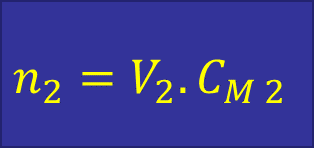 n₂ = V₂. C_M ₂